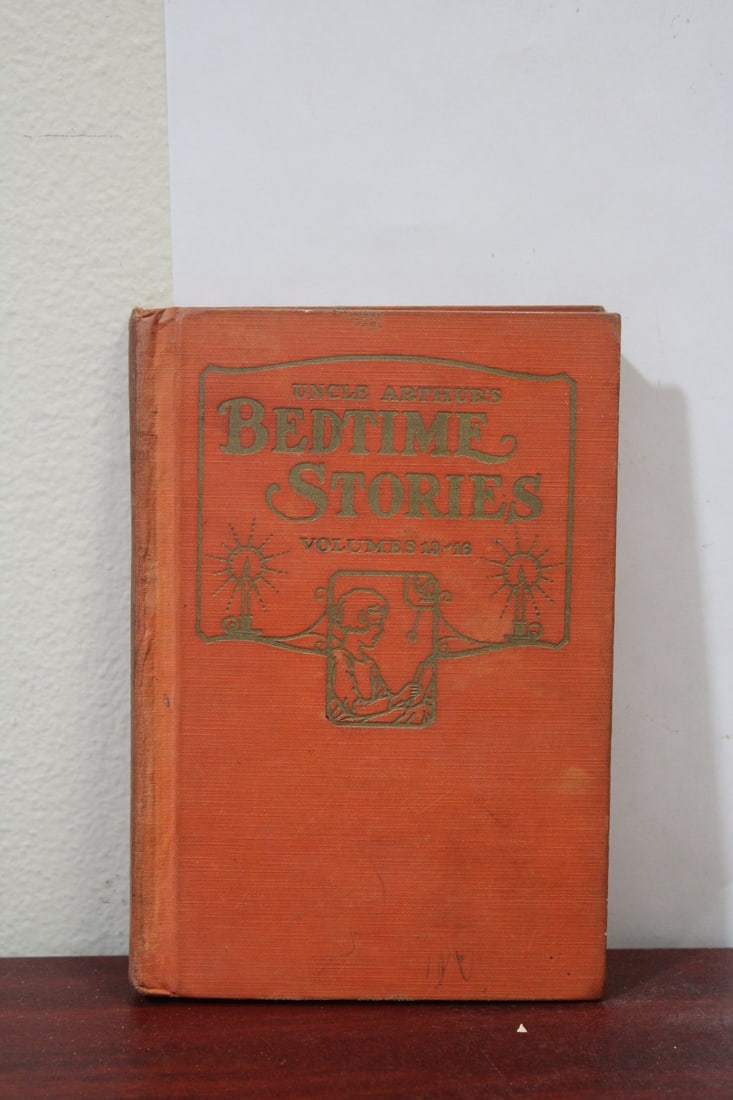 UNCLE ARTHUR'S
BEDTIME
STORIES
VOLUMES 13-16